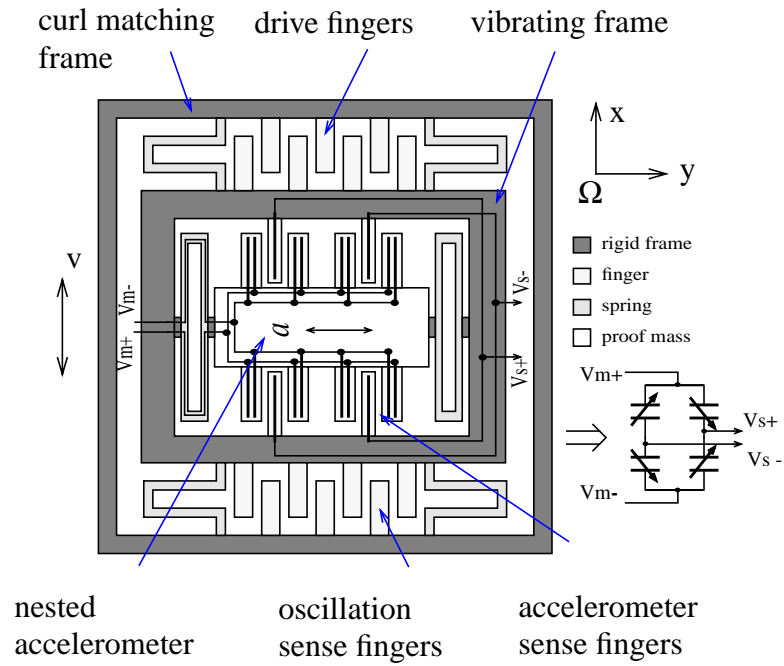 curl matching
frame
drive fingers
vibrating frame
x
y
Ω
v
Vm-
Vm+
a
Vs-
Vs+
rigid frame
finger
spring
proof mass
Vm+
Vs+
Vs -
Vm-
nested
accelerometer
oscillation
sense fingers
accelerometer
sense fingers